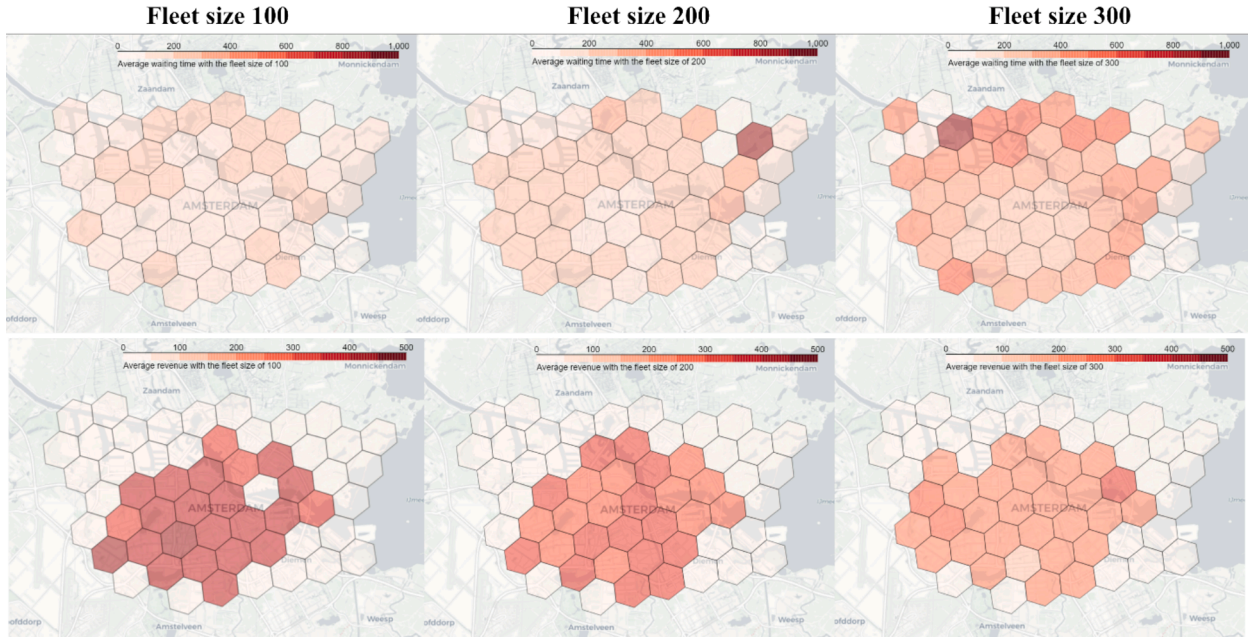 Fleet size 100
Fleet size 200
Fleet size 300
0 200 400 600 800 1,000
Average waiting time with the fleet size of 100
Monnickendam
Zaandam
AMSTERDAM
Diemen
Amstelveen
Weesp
ofddorp
0 200 400 600 800 1,000
Average waiting time with the fleet size of 200
Monnickendam
Zaandam
AMSTERDAM
Diemen
Amstelveen
Weesp
oofddorp
0 200 400 600 800 1,000
Average waiting time with the fleet size of 300
Monnickendam
Zaandam
AMSTERDAM
Diemen
Amstelveen
Weesp
ofddorp
0 100 200 300 400 500
Average revenue with the fleet size of 100
Monnickendam
Zaandam
AMSTERDAM
Diemen
Amstelveen
Weesp
oofddorp
0 100 200 300 400 500
Average revenue with the fleet size of 200
Monnickendam
Zaandam
AMSTERDAM
Diemen
Amstelveen
Weesp
ofddorp
0 100 200 300 400 500
Average revenue with the fleet size of 300
Monnickendam
Zaandam
AMSTERDAM
Diemen
Amstelveen
Weesp
ofddorp